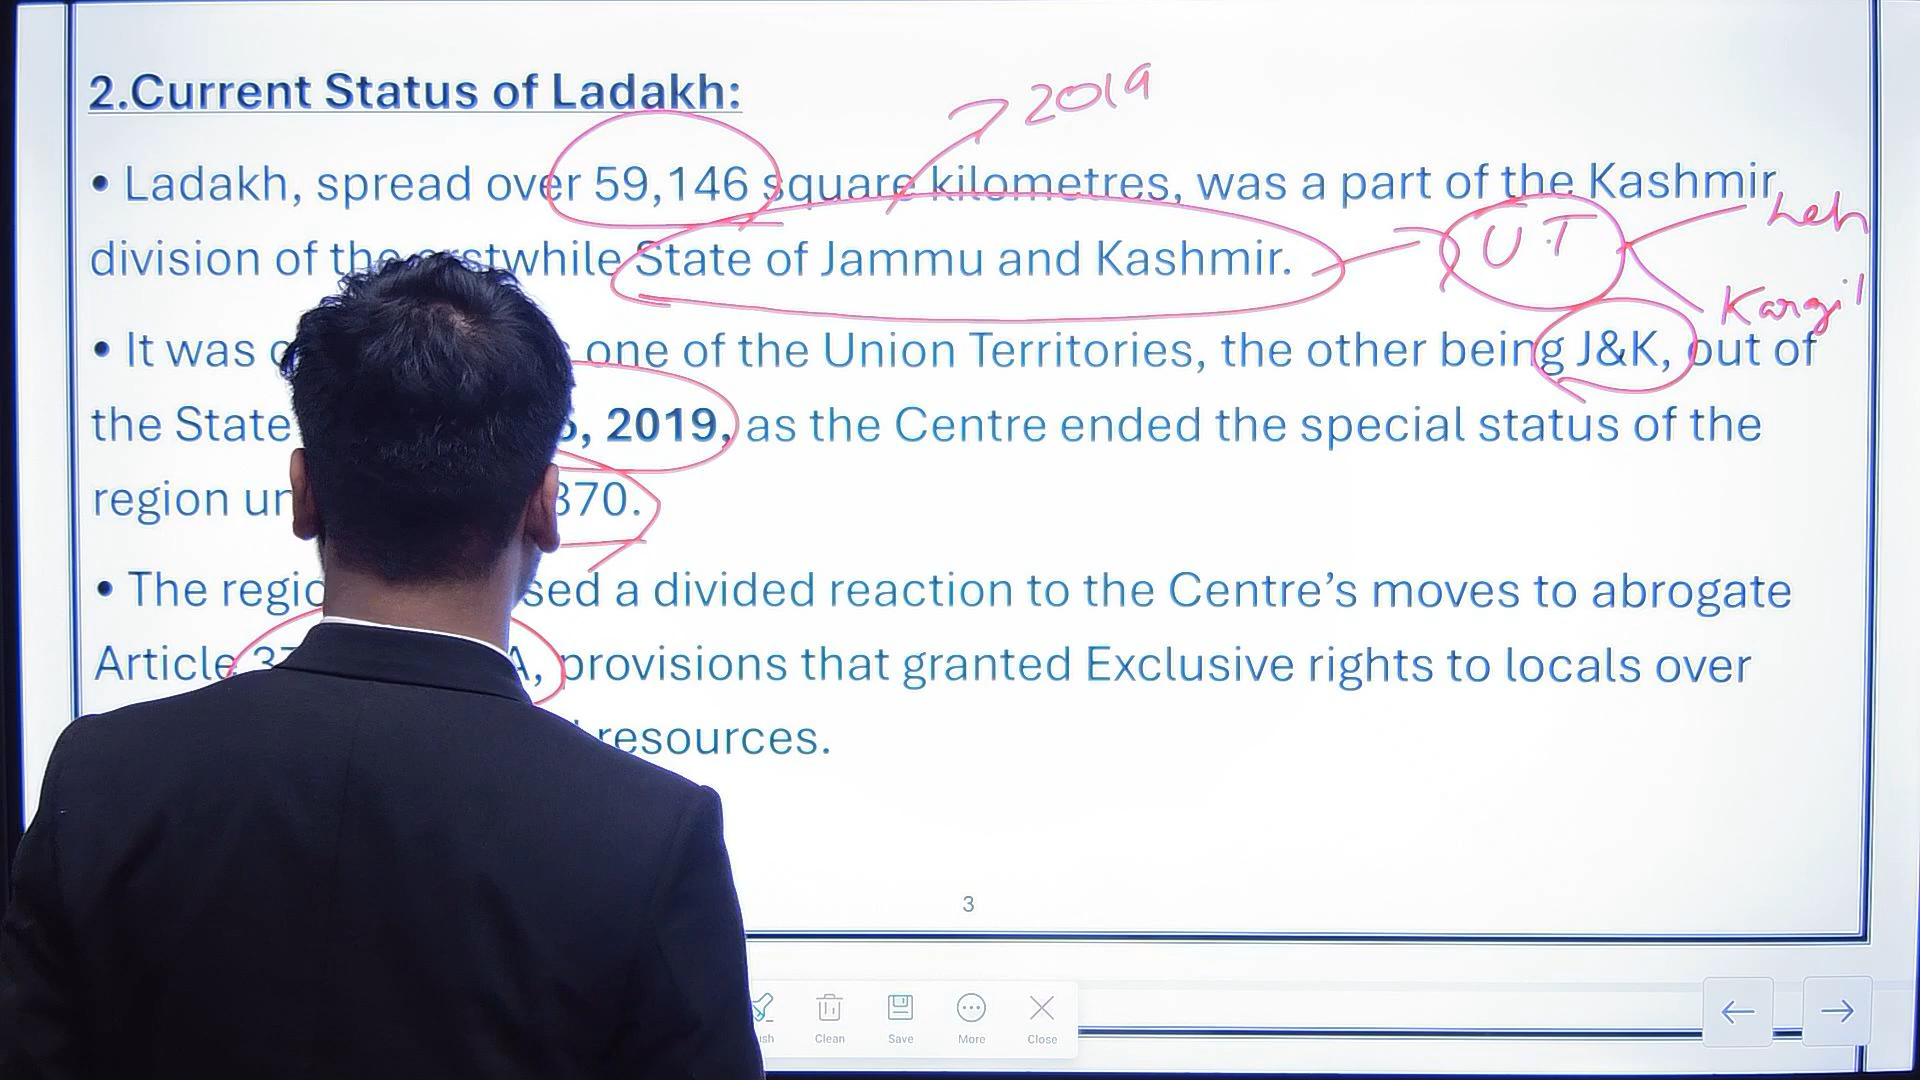 2.Current Status of Ladakh:
2019
• Ladakh, spread over 59,146 square kilometres, was a part of the Kashmir
Leh
division of the erstwhile State of Jammu and Kashmir.
UT
Kargil
• It was one of the Union Territories, the other being J&K, out of
the State 5, 2019, as the Centre ended the special status of the
region 370.
• The a divided reaction to the Centre's moves to abrogate
Article provisions that granted Exclusive rights to locals over
resources.
3
Clean Save More Close